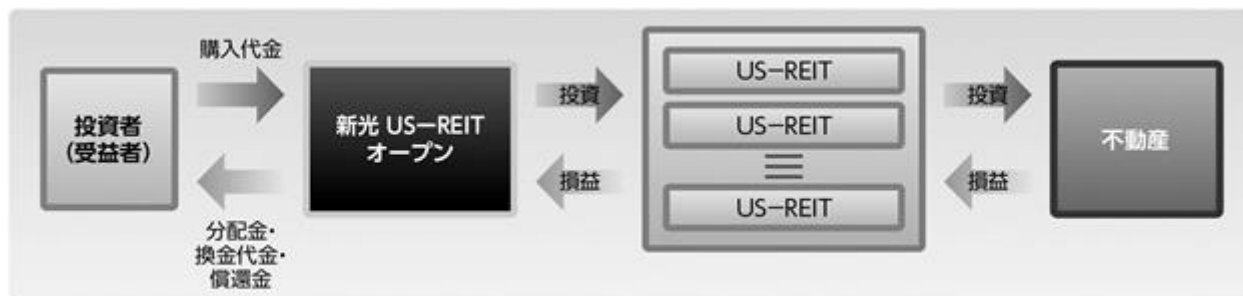 購入代金
投資者
(受益者)
分配金・
換金代金・
償還金
新光 US-REIT
オープン
投資
損益
US-REIT
US-REIT
US-REIT
投資
損益
不動産